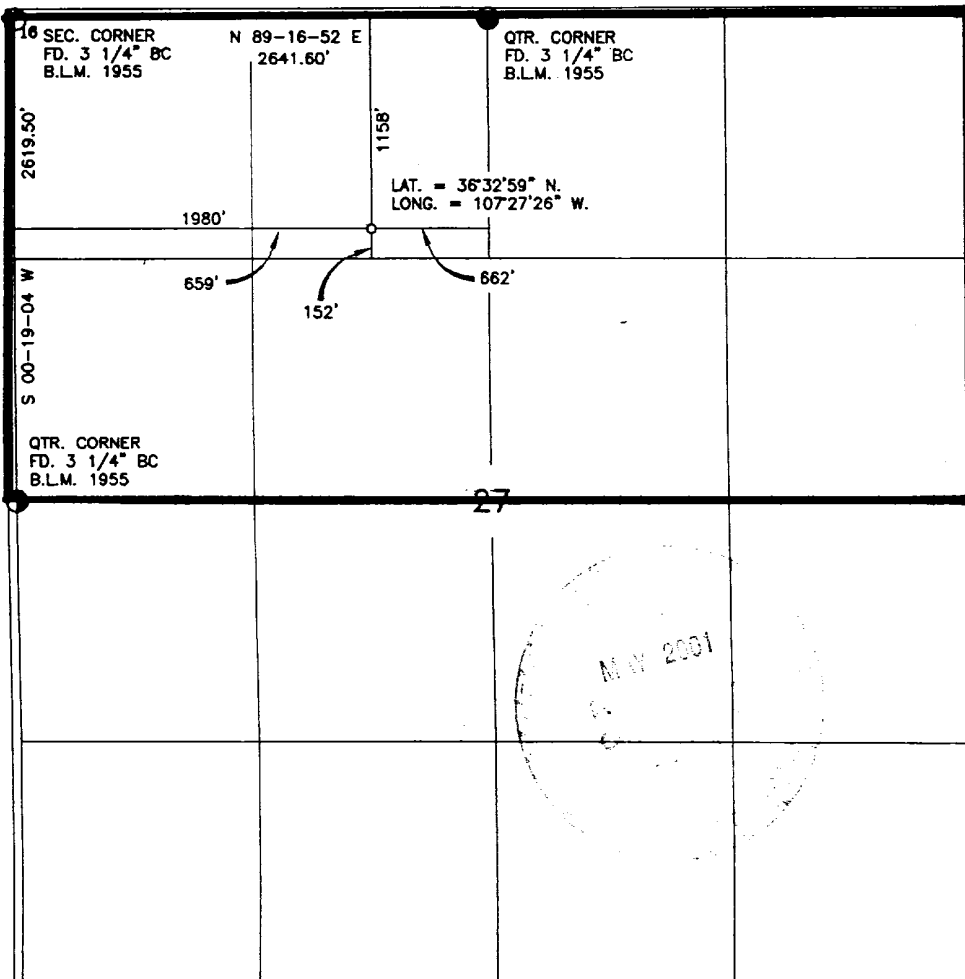 16 SEC. CORNER
FD. 3 1/4" BC
B.L.M. 1955
N 89-16-52 E
2641.60'
QTR. CORNER
FD. 3 1/4" BC
B.L.M. 1955
2619.50'
1158'
LAT. = 36°32'59" N.
LONG. = 107°27'26" W.
1980'
659'
152'
662'
S 00-19-04 W
QTR. CORNER
FD. 3 1/4" BC
B.L.M. 1955
27
2001